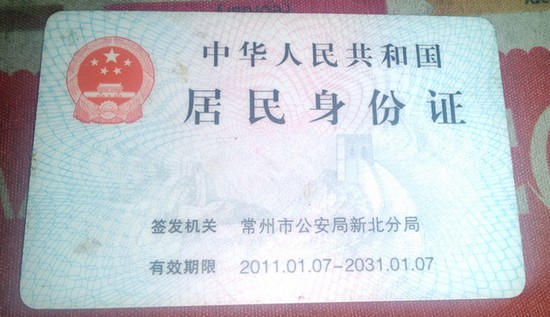 中华人民共和国
居民身份证
签发机关 常州市公安局新北分局
有效期限 2011.01.07-2031.01.07